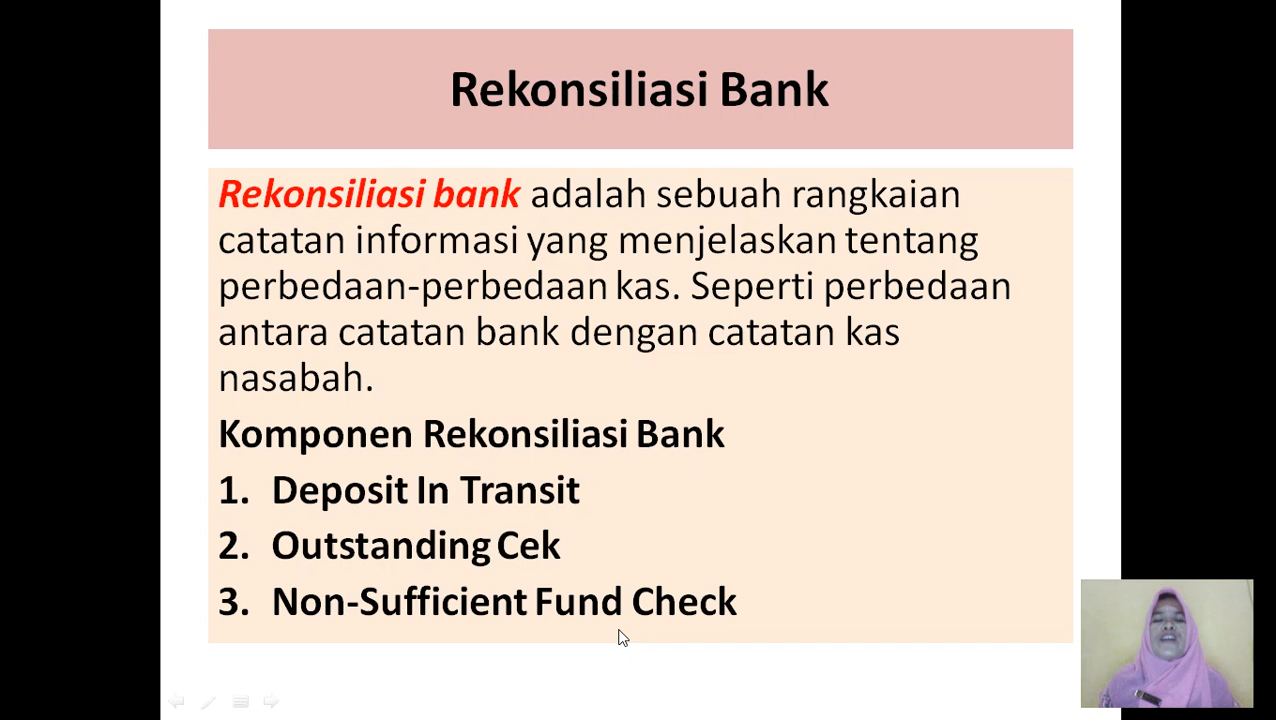 Rekonsiliasi Bank
Rekonsiliasi bank adalah sebuah rangkaian
catatan informasi yang menjelaskan tentang
perbedaan-perbedaan kas. Seperti perbedaan
antara catatan bank dengan catatan kas
nasabah.
Komponen Rekonsiliasi Bank
1. Deposit In Transit
2. Outstanding Cek
3. Non-Sufficient Fund Check